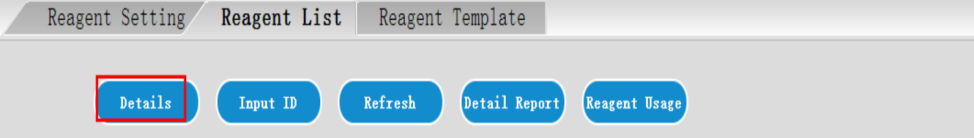 Reagent Setting Reagent List Reagent Template
Details Input ID Refresh Detail Report Reagent Usage